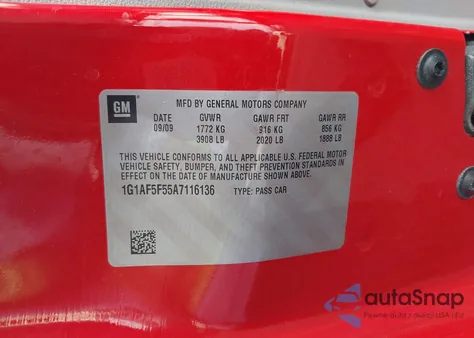 GM
MFD BY GENERAL MOTORS COMPANY
DATE GVWR GAWR FRT GAWR RR
09/09 1772 KG 916 KG 856 KG
3908 LB 2020 LB 1888 LB
THIS VEHICLE CONFORMS TO ALL APPLICABLE U.S. FEDERAL MOTOR
VEHICLE SAFETY, BUMPER, AND THEFT PREVENTION STANDARDS IN
EFFECT ON THE DATE OF MANUFACTURE SHOWN ABOVE.
1G1AF5F55A7116136 TYPE: PASS CAR
autoSnap